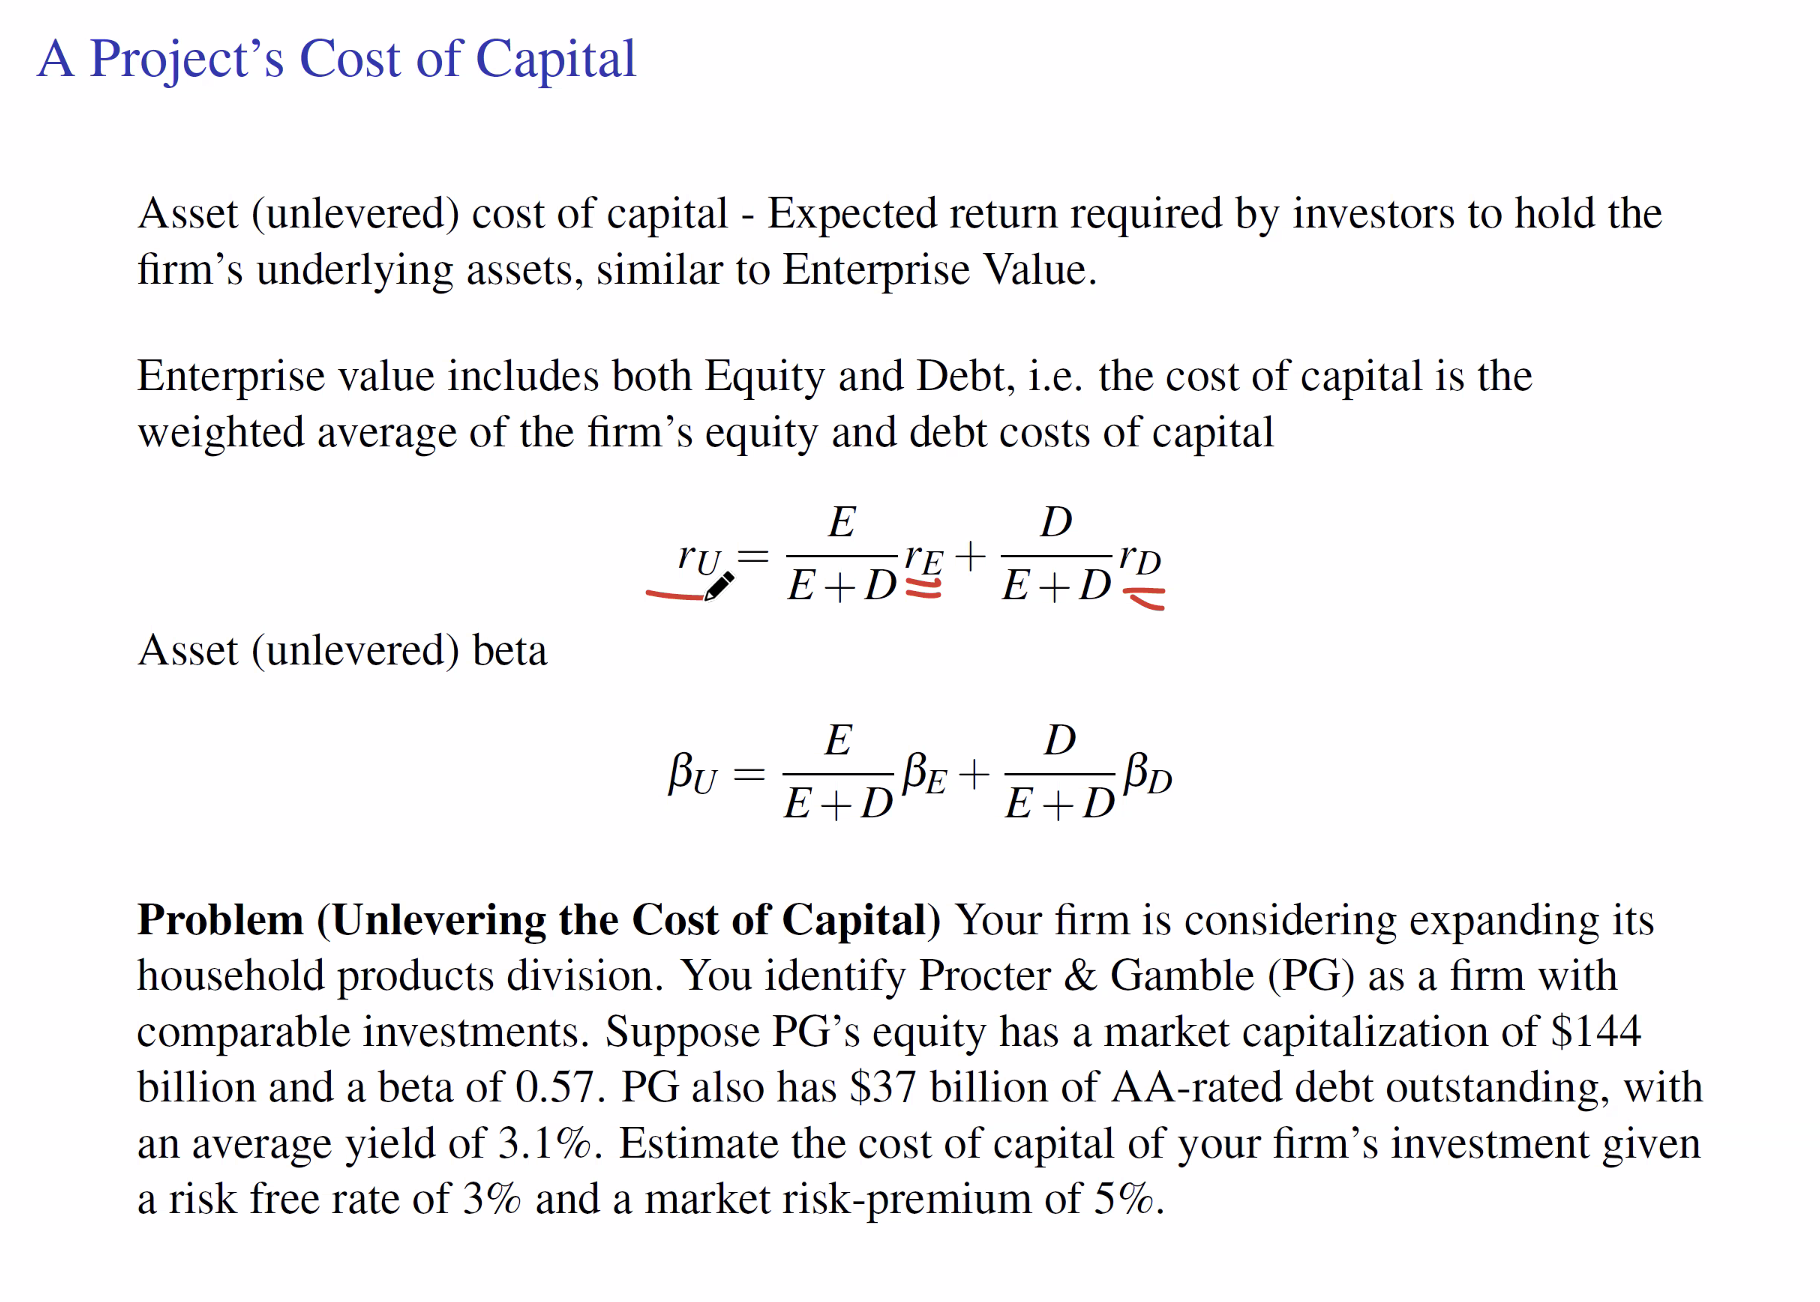 A Project's Cost of Capital
Asset (unlevered) cost of capital - Expected return required by investors to hold the
firm's underlying assets, similar to Enterprise Value.
Enterprise value includes both Equity and Debt, i.e. the cost of capital is the
weighted average of the firm's equity and debt costs of capital
r_U = \frac{E}{E+D} r_E + \frac{D}{E+D} r_D
Asset (unlevered) beta
β_U = \frac{E}{E+D} β_E + \frac{D}{E+D} β_D
Problem (Unlevering the Cost of Capital) Your firm is considering expanding its
household products division. You identify Procter & Gamble (PG) as a firm with
comparable investments. Suppose PG's equity has a market capitalization of $144
billion and a beta of 0.57. PG also has $37 billion of AA-rated debt outstanding, with
an average yield of 3.1%. Estimate the cost of capital of your firm's investment given
a risk free rate of 3% and a market risk-premium of 5%.